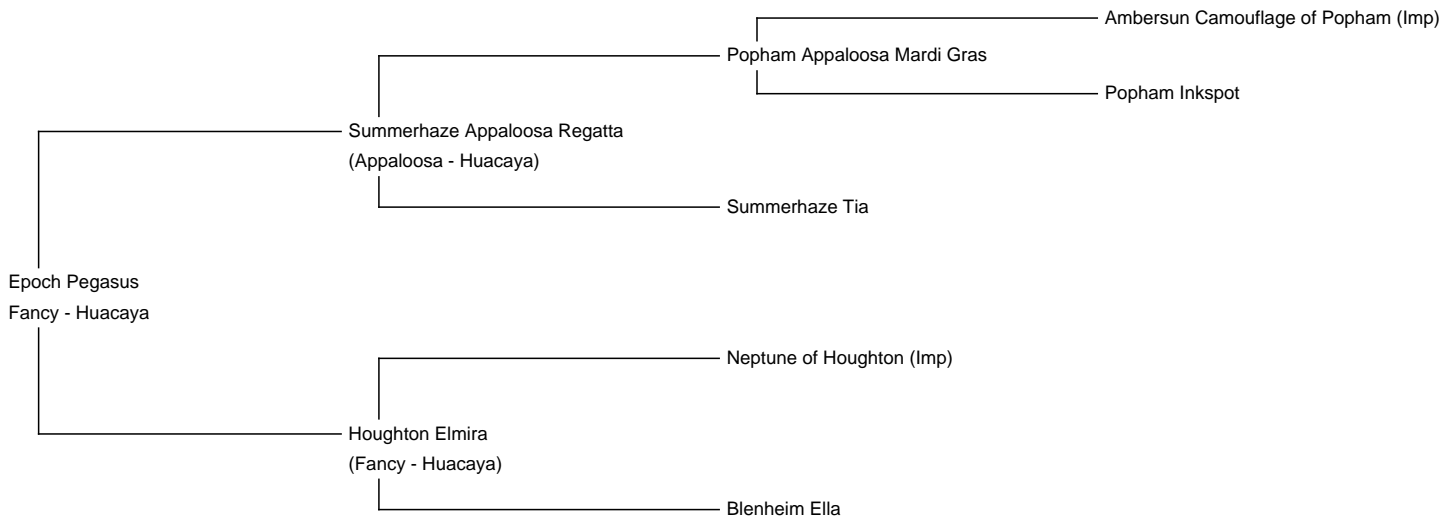 Ambersun Camouflage of Popham (Imp)
Popham Appaloosa Mardi Gras
Popham Inkspot
Summerhaze Appaloosa Regatta
(Appaloosa - Huacaya)
Summerhaze Tia
Epoch Pegasus
Fancy - Huacaya
Neptune of Houghton (Imp)
Houghton Elmira
(Fancy - Huacaya)
Blenheim Ella